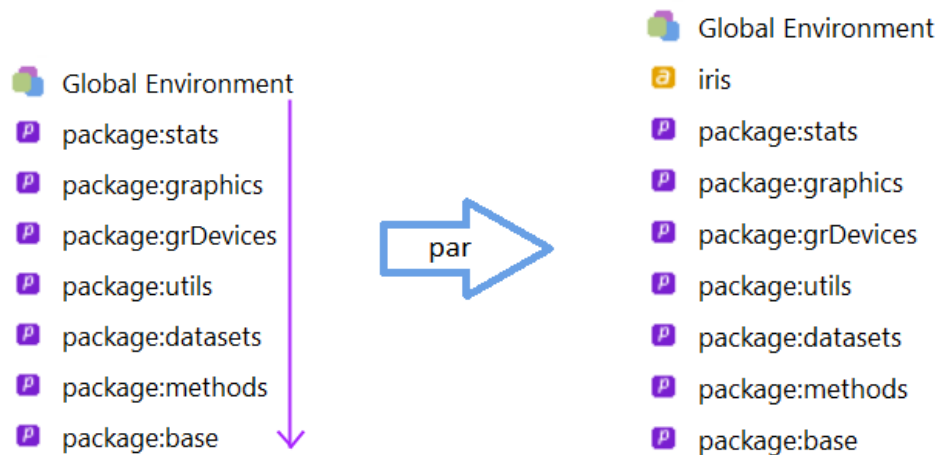 Global Environment
package:stats
package:graphics
package:grDevices
package:utils
package:datasets
package:methods
package:base
par
Global Environment
a iris
package:stats
package:graphics
package:grDevices
package:utils
package:datasets
package:methods
package:base